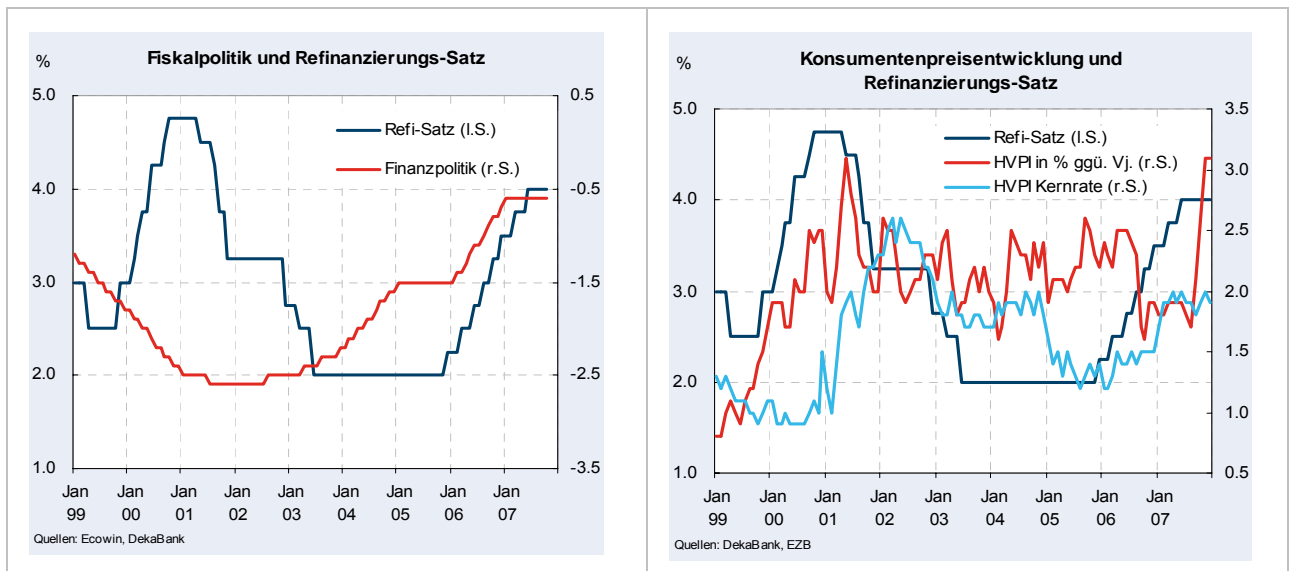 Fiskalpolitik und Refinanzierungs-Satz
%
5.0
4.0
3.0
2.0
1.0
0.5
-0.5
-1.5
-2.5
-3.5
Refi-Satz (l.S.)
Finanzpolitik (r.S.)
Jan Jan Jan Jan Jan Jan Jan Jan Jan
99 00 01 02 03 04 05 06 07
Quellen: Ecowin, DekaBank
Konsumentenpreisentwicklung und
Refinanzierungs-Satz
%
5.0
4.0
3.0
2.0
1.0
3.5
3.0
2.5
2.0
1.5
1.0
0.5
Refi-Satz (l.S.)
HVPI in % ggü. Vj. (r.S.)
HVPI Kernrate (r.S.)
Jan Jan Jan Jan Jan Jan Jan Jan Jan
99 00 01 02 03 04 05 06 07
Quellen: DekaBank, EZB